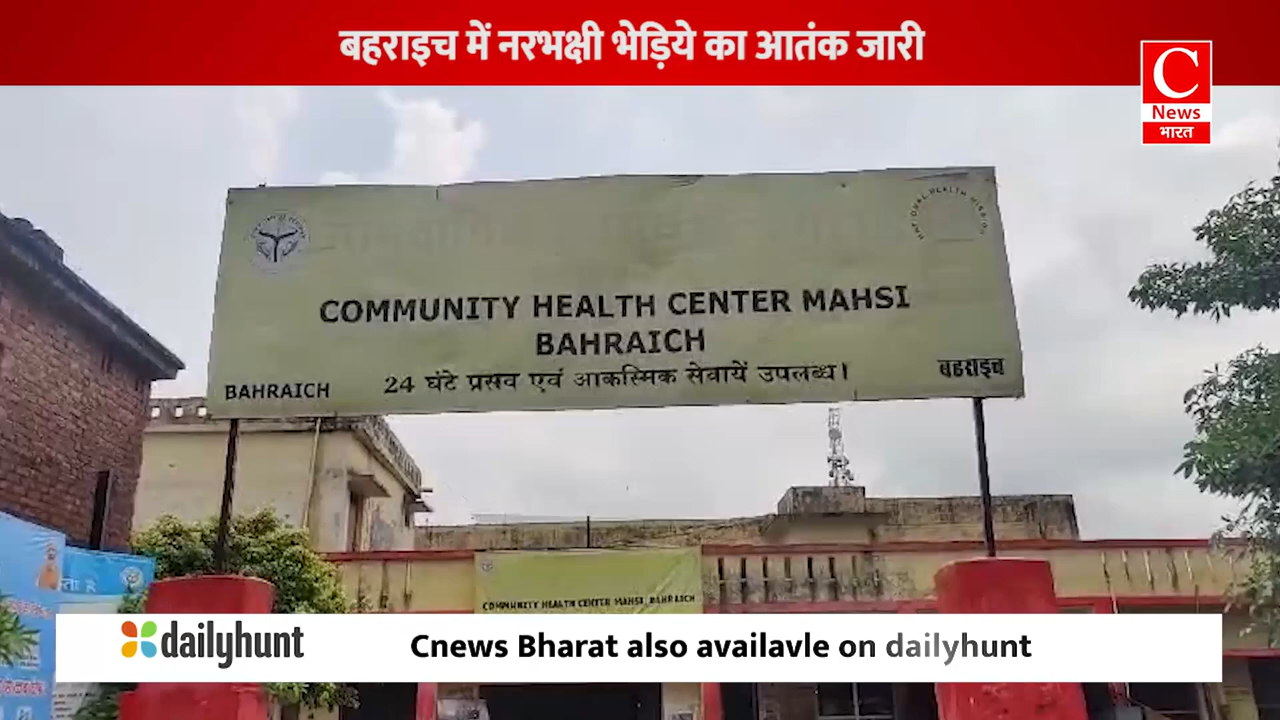 बहराइच में नरभक्षी भेड़िये का आतंक जारी
C
News
भारत
COMMUNITY HEALTH CENTER MAHSI
BAHRAICH
24 घंटे प्रसव एवं आकस्मिक सेवायें उपलब्ध।
BAHRAICH
बहराइच
COMMUNITY HEALTH CENTER MAHSI, BAHRAICH
dailyhunt
Cnews Bharat also availavle on dailyhunt